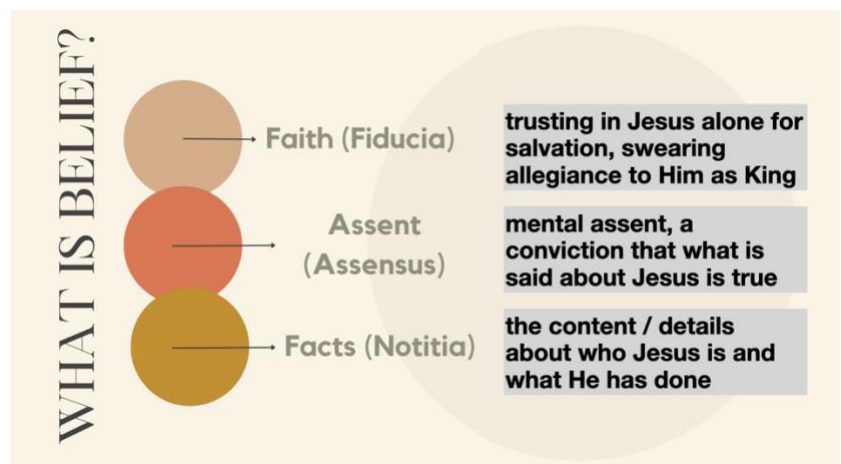 WHAT IS BELIEF?
Faith (Fiducia)
trusting in Jesus alone for
salvation, swearing
allegiance to Him as King
Assent
(Assensus)
mental assent, a
conviction that what is
said about Jesus is true
Facts (Notitia)
the content / details
about who Jesus is and
what He has done